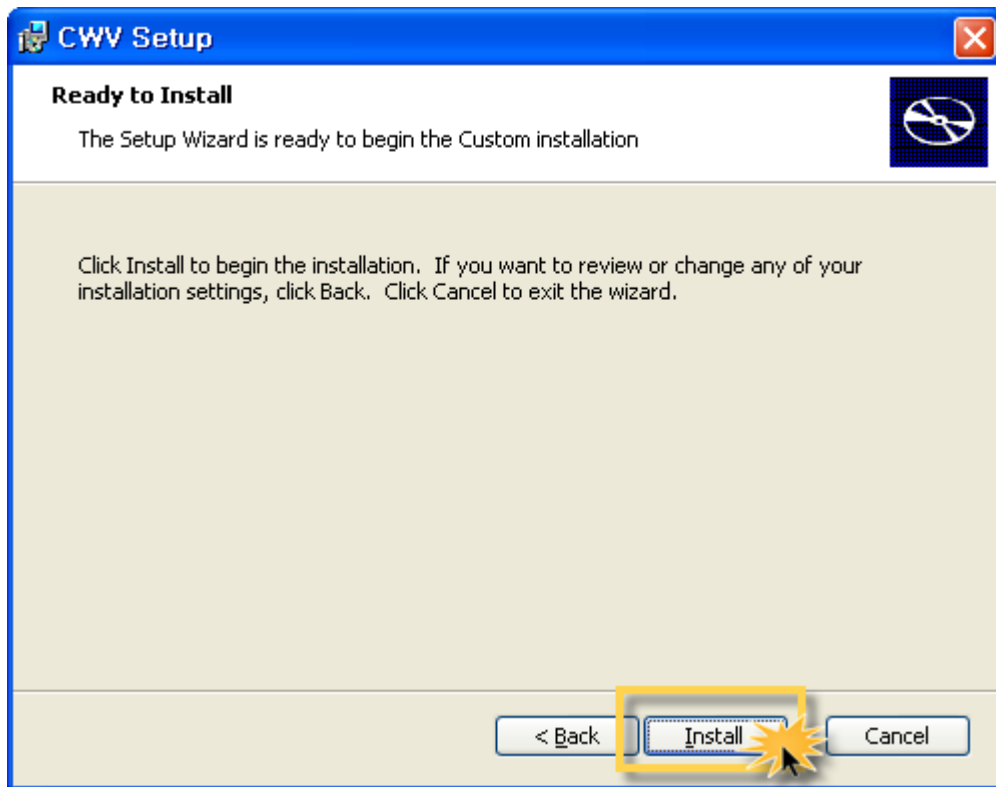 CWV Setup
Ready to Install
The Setup Wizard is ready to begin the Custom installation
Click Install to begin the installation.  If you want to review or change any of your
installation settings, click Back.  Click Cancel to exit the wizard.
< Back Install Cancel